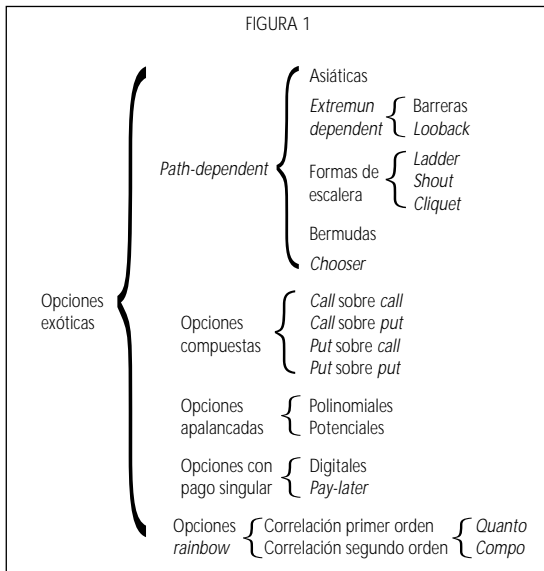 FIGURA 1
Opciones
exóticas
Path-dependent
Asiáticas
Extremun
dependent
Barreras
Looback
Formas de
escalera
Ladder
Shout
Cliquet
Bermudas
Chooser
Opciones
compuestas
Call sobre call
Call sobre put
Put sobre call
Put sobre put
Opciones
apalancadas
Polinomiales
Potenciales
Opciones con
pago singular
Digitales
Pay-later
Opciones
rainbow
Correlación primer orden
Correlación segundo orden
Quanto
Compo